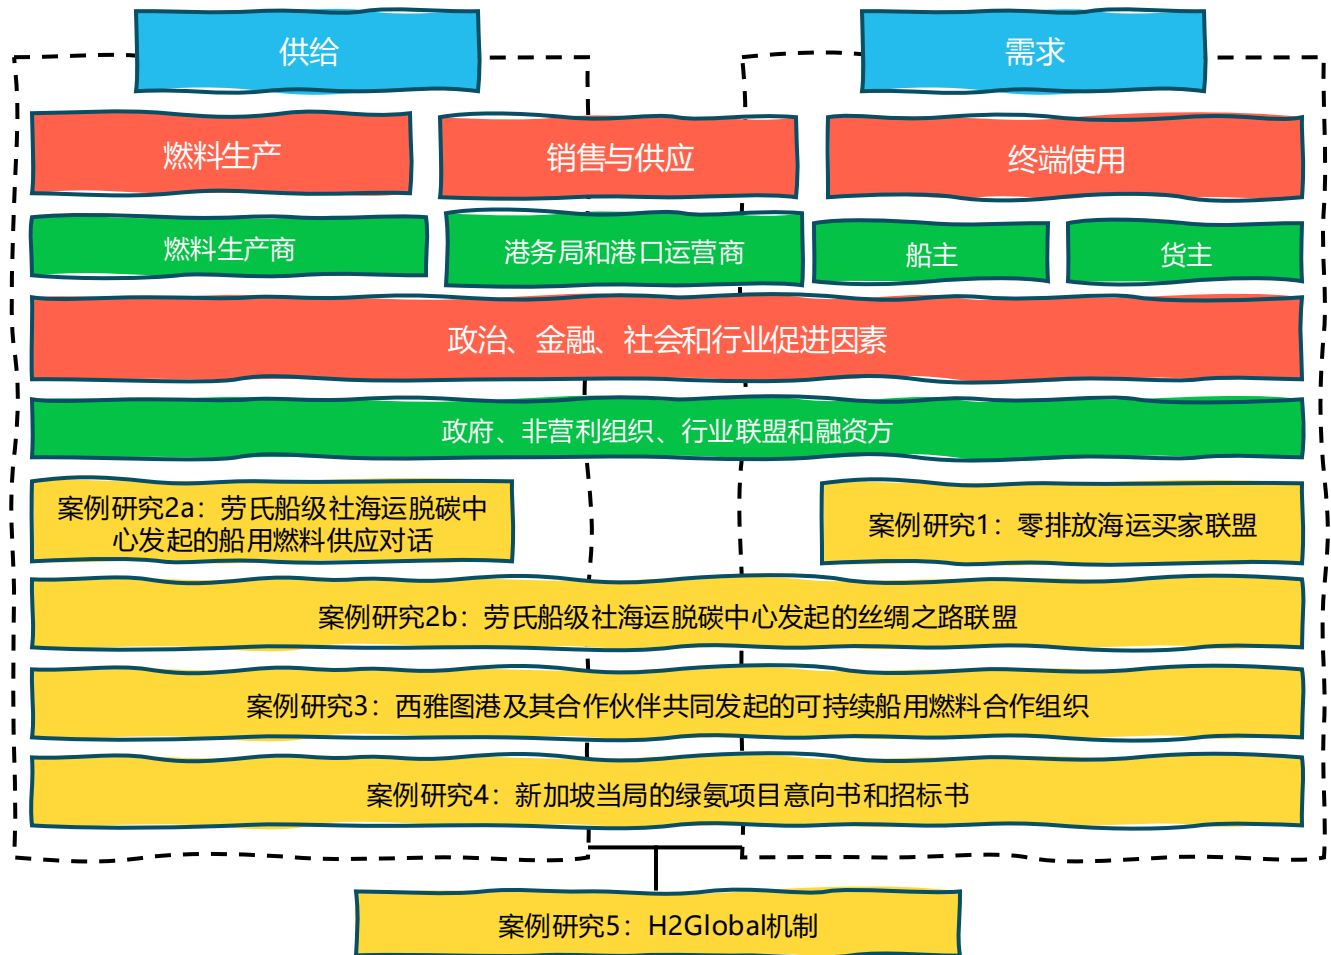 供给
需求
燃料生产
销售与供应
终端使用
燃料生产商
港务局和港口运营商
船主
货主
政治、金融、社会和行业促进因素
政府、非营利组织、行业联盟和融资方
案例研究2a：劳氏船级社海运脱碳中
心发起的船用燃料供应对话
案例研究1：零排放海运买家联盟
案例研究2b：劳氏船级社海运脱碳中心发起的丝绸之路联盟
案例研究3：西雅图港及其合作伙伴共同发起的可持续船用燃料合作组织
案例研究4：新加坡当局的绿氨项目意向书和招标书
案例研究5：H2Global机制